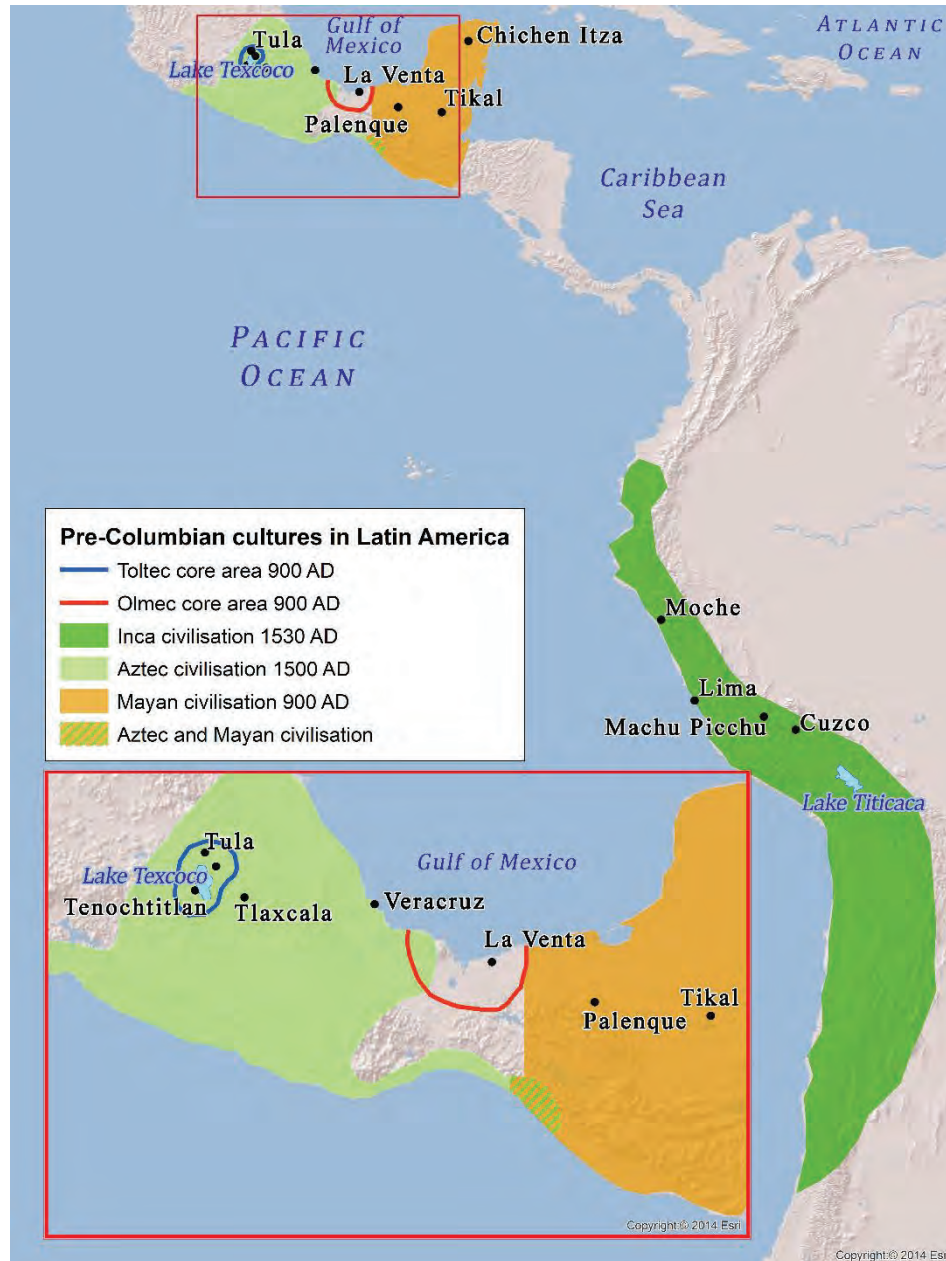 Tula
Gulf of
Mexico
Chichen Itza
ATLANTIC
OCEAN
Lake Texcoco
La Venta
Tikal
Palenque
Caribbean
Sea
PACIFIC
OCEAN
Pre-Columbian cultures in Latin America
Toltec core area 900 AD
Olmec core area 900 AD
Inca civilisation 1530 AD
Aztec civilisation 1500 AD
Mayan civilisation 900 AD
Aztec and Mayan civilisation
Moche
Lima
Machu Picchu
Cuzco
Lake Titicaca
Tula
Lake Texcoco
Gulf of Mexico
Tenochtitlan
Tlaxcala
Veracruz
La Venta
Tikal
Palenque
Copyright:© 2014 Esri
Copyright:© 2014 Esri